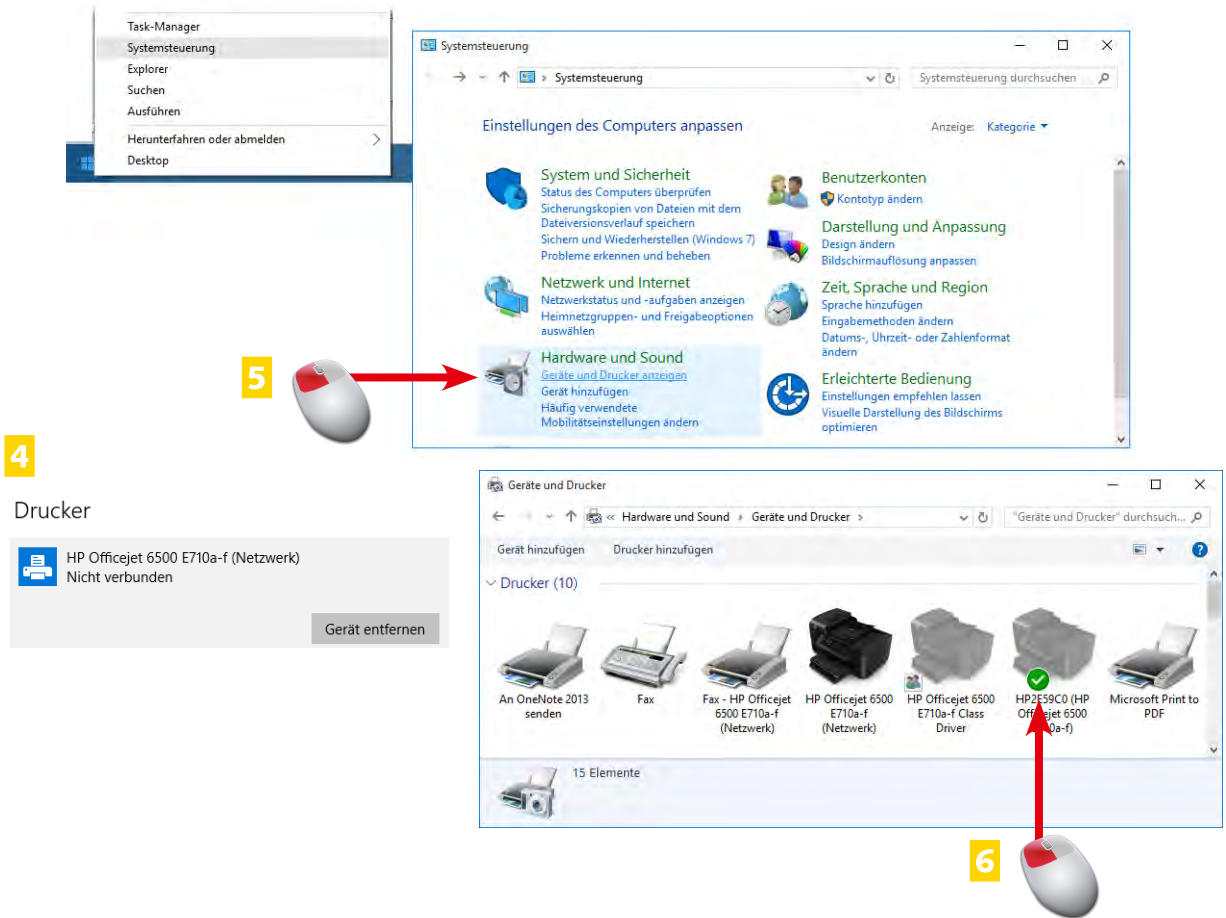 Task-Manager
Systemsteuerung
Explorer
Suchen
Ausführen
Herunterfahren oder abmelden
Desktop
Systemsteuerung
Systemsteuerung
Systemsteuerung durchsuchen
Einstellungen des Computers anpassen
Anzeige: Kategorie
System und Sicherheit
Status des Computers überprüfen
Sicherungskopien von Dateien mit dem
Dateiversionsverlauf speichern
Sichern und Wiederherstellen (Windows 7)
Probleme erkennen und beheben
Netzwerk und Internet
Netzwerkstatus und -aufgaben anzeigen
Heimnetzgruppen- und Freigabeoptionen
auswählen
Hardware und Sound
Geräte und Drucker anzeigen
Gerät hinzufügen
Häufig verwendete
Mobilitätseinstellungen ändern
Benutzerkonten
Kontotyp ändern
Darstellung und Anpassung
Design ändern
Bildschirmauflösung anpassen
Zeit, Sprache und Region
Sprache hinzufügen
Eingabemethoden ändern
Datums-, Uhrzeit- oder Zahlenformat
ändern
Erleichterte Bedienung
Einstellungen empfehlen lassen
Visuelle Darstellung des Bildschirms
optimieren
5
4
Drucker
HP Officejet 6500 E710a-f (Netzwerk)
Nicht verbunden
Gerät entfernen
Geräte und Drucker
« Hardware und Sound › Geräte und Drucker ›
"Geräte und Drucker" durchsuch...
Gerät hinzufügen
Drucker hinzufügen
Drucker (10)
An OneNote 2013
senden
Fax
Fax - HP Officejet
6500 E710a-f
(Netzwerk)
HP Officejet 6500
E710a-f
(Netzwerk)
HP Officejet 6500
E710a-f Class
Driver
HP2E59C0 (HP
Officejet 6500
0a-f)
Microsoft Print to
PDF
15 Elemente
6